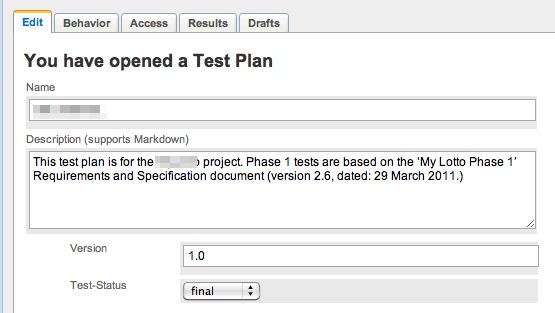 Edit Behavior Access Results Drafts
You have opened a Test Plan
Name
Description (supports Markdown)
This test plan is for the project. Phase 1 tests are based on the 'My Lotto Phase 1'
Requirements and Specification document (version 2.6, dated: 29 March 2011.)
Version
1.0
Test-Status
final